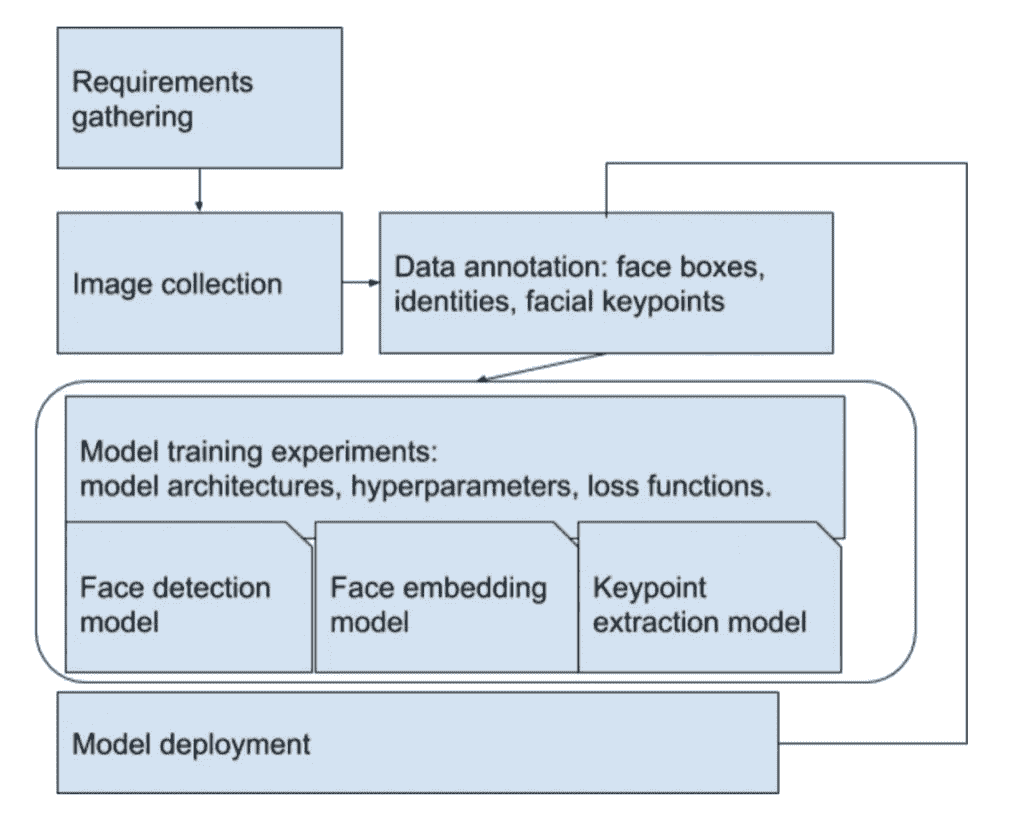 Requirements
gathering
Image collection
Data annotation: face boxes,
identities, facial keypoints
Model training experiments:
model architectures, hyperparameters, loss functions.
Face detection
model
Face embedding
model
Keypoint
extraction model
Model deployment